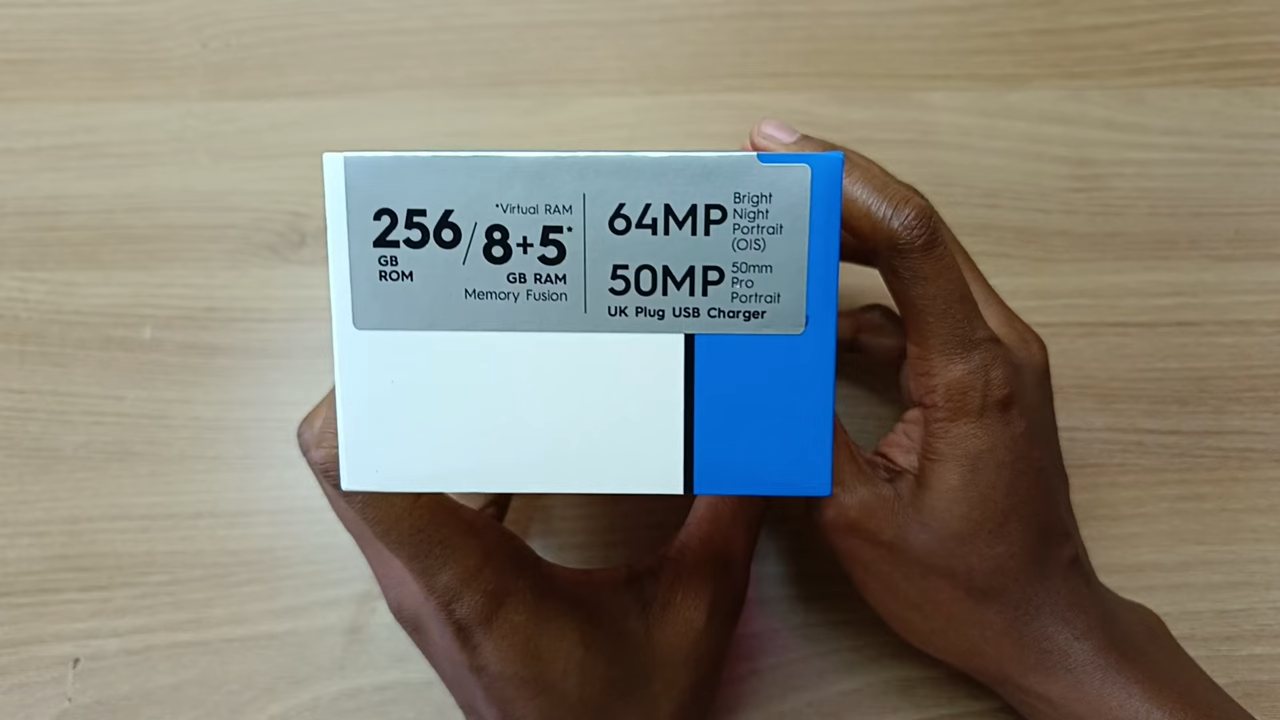 256
GB
ROM
/
*Virtual RAM
8+5*
GB RAM
Memory Fusion
64MP
Bright
Night
Portrait
(OIS)
50MP
50mm
Pro
Portrait
UK Plug USB Charger